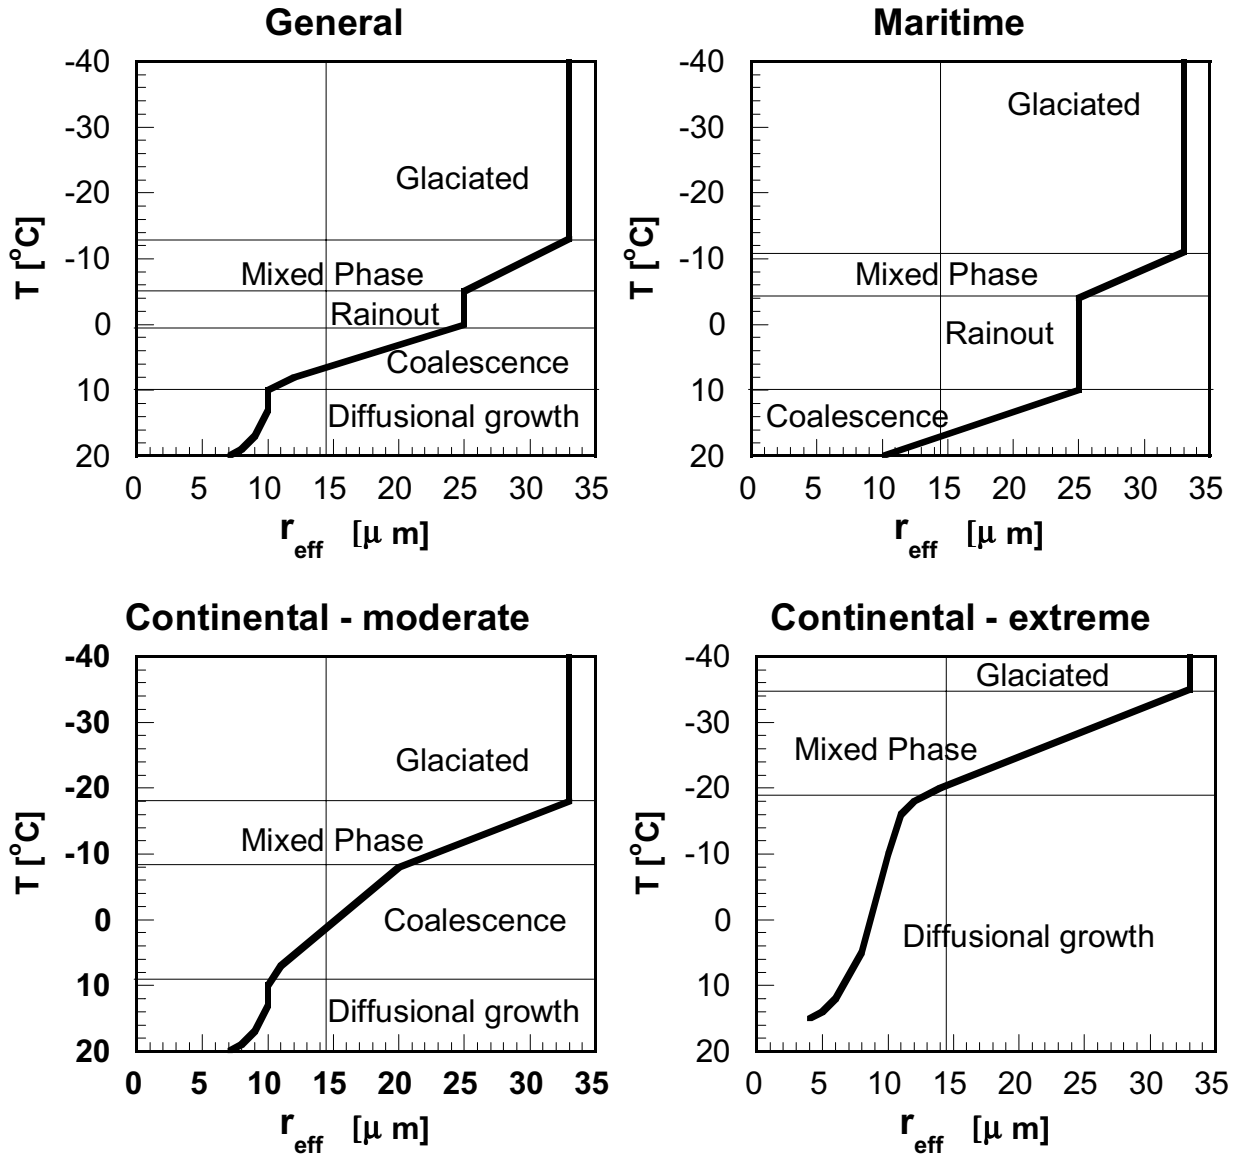 General
-40
-30
-20
-10
0
10
20
T [°C]
Glaciated
Mixed Phase
Rainout
Coalescence
Diffusional growth
0 5 10 15 20 25 30 35
r_eff [μ m]
Maritime
-40
-30
-20
-10
0
10
20
T [°C]
Glaciated
Mixed Phase
Rainout
Coalescence
0 5 10 15 20 25 30 35
r_eff [μ m]
Continental - moderate
-40
-30
-20
-10
0
10
20
T [°C]
Glaciated
Mixed Phase
Coalescence
Diffusional growth
0 5 10 15 20 25 30 35
r_eff [μ m]
Continental - extreme
-40
-30
-20
-10
0
10
20
T [°C]
Glaciated
Mixed Phase
Diffusional growth
0 5 10 15 20 25 30 35
r_eff [μ m]